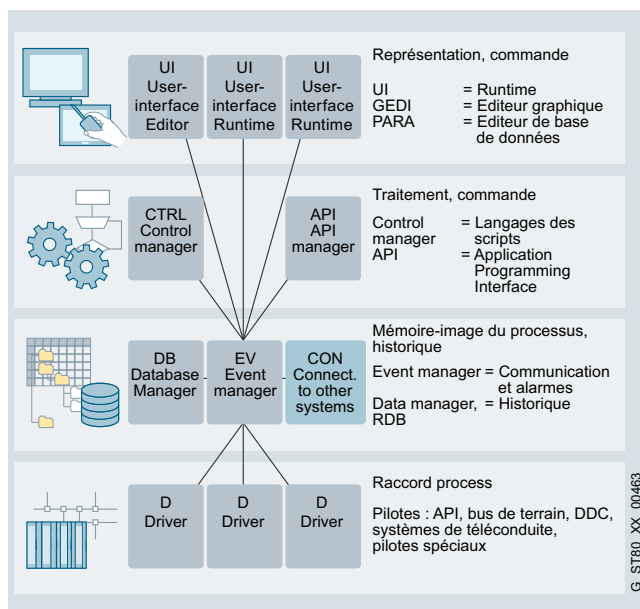 UI
User-
interface
Editor
UI
User-
interface
Runtime
UI
User-
interface
Runtime
Représentation, commande
UI = Runtime
GEDI = Editeur graphique
PARA = Editeur de base
de données
CTRL
Control
manager
API
API
manager
Traitement, commande
Control = Langages des
manager scripts
API = Application
Programming
Interface
DB
Database
Manager
EV
Event
manager
CON
Connect.
to other
systems
Mémoire-image du processus,
historique
Event manager = Communication
et alarmes
Data manager, = Historique
RDB
D
Driver
D
Driver
D
Driver
Raccord process
Pilotes : API, bus de terrain, DDC,
systèmes de téléconduite,
pilotes spéciaux
G_ST80_XX_00463